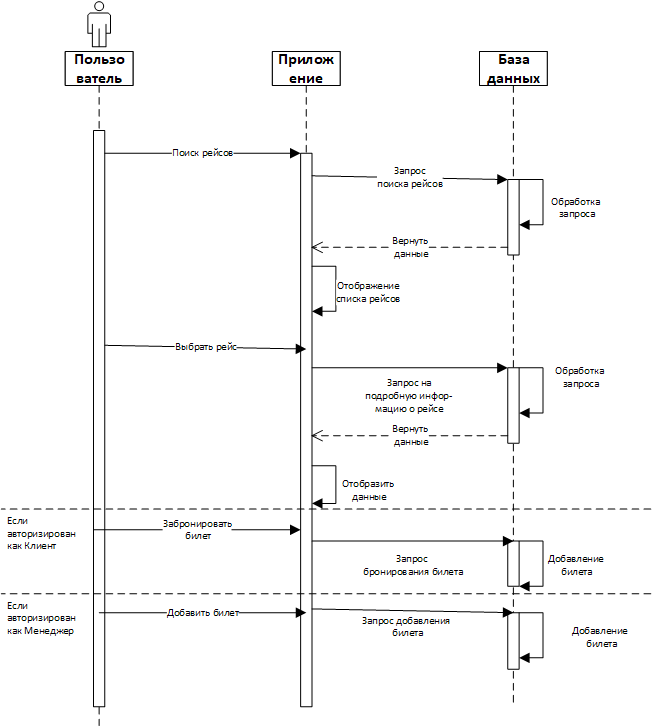 Пользо
ватель
Прилож
ение
База
данных
Поиск рейсов
Запрос
поиска рейсов
Обработка
запроса
Вернуть
данные
Отображение
списка рейсов
Выбрать рейс
Обработка
запроса
Запрос на
подробную инфор-
мацию о рейсе
Вернуть
данные
Отобразить
данные
Если
авторизирован
как Клиент
Забронировать
билет
Запрос
бронирования билета
Добавление
билета
Если
авторизирован
как Менеджер
Добавить билет
Запрос добавления
билета
Добавление
билета